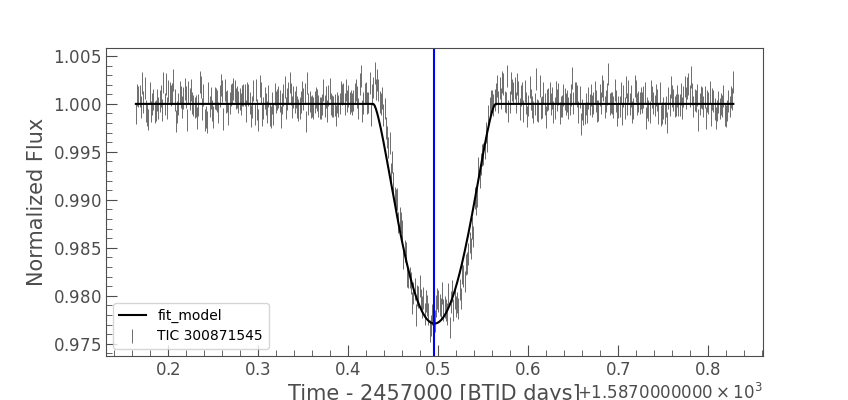 1.005
1.000
0.995
0.990
0.985
0.980
0.975
Normalized Flux
fit_model
TIC 300871545
0.2 0.3 0.4 0.5 0.6 0.7 0.8
Time - 2457000 [BTJD days]
+1.5870000000 × 10³